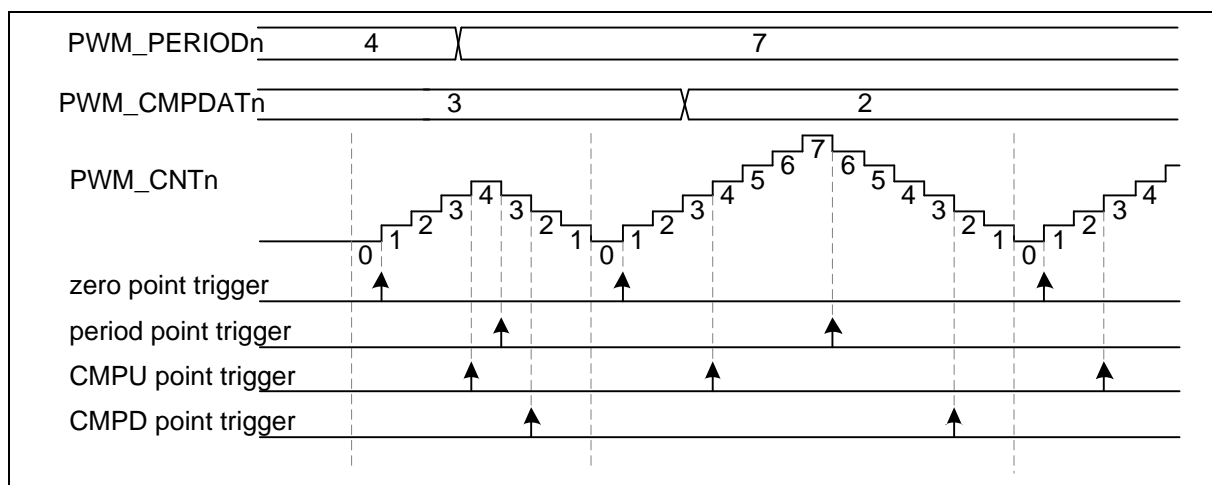 PWM_PERIODn 4 7
PWM_CMPDATn 3 2
PWM_CNTn
0 1 2 3 4 3 2 1 0 1 2 3 4 5 6 7 6 5 4 3 2 1 0 1 2 3 4
zero point trigger
period point trigger
CMPU point trigger
CMPD point trigger